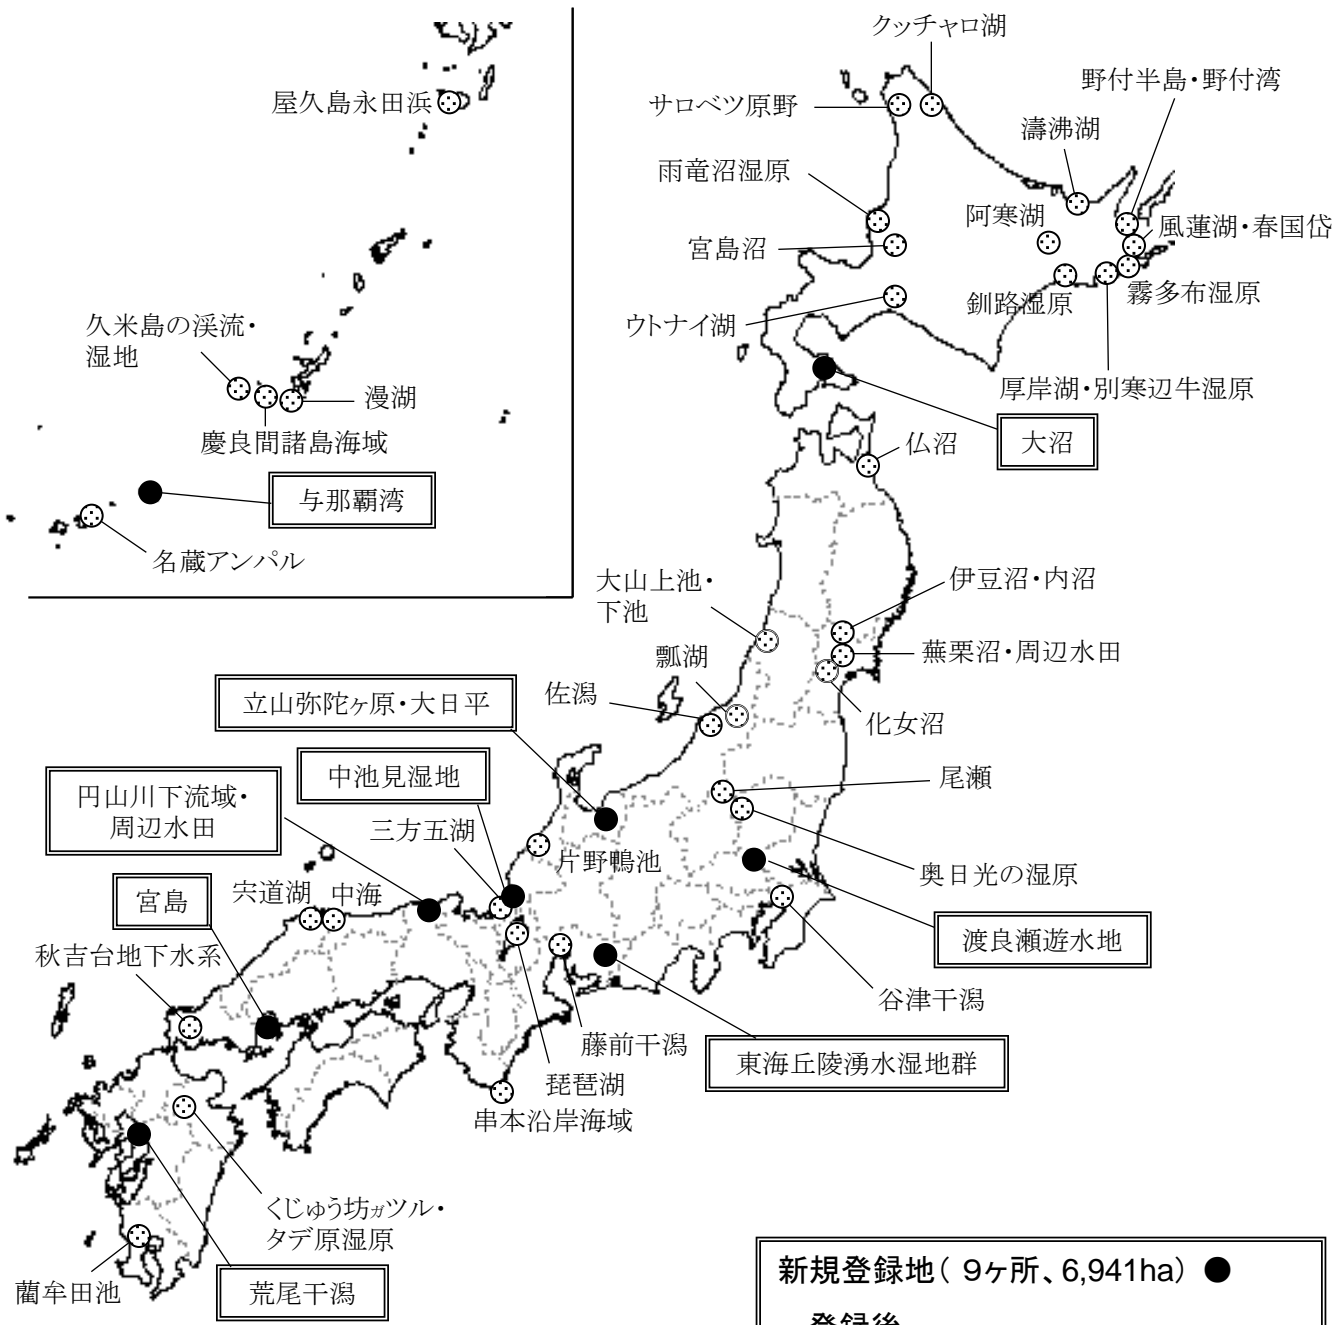 クッチャロ湖
野付半島・野付湾
屋久島永田浜
サロベツ原野
濤沸湖
雨竜沼湿原
阿寒湖
風蓮湖・春国岱
宮島沼
霧多布湿原
釧路湿原
ウトナイ湖
久米島の渓流・
湿地
漫湖
厚岸湖・別寒辺牛湿原
慶良間諸島海域
大沼
仏沼
与那覇湾
名蔵アンパル
大山上池・
下池
伊豆沼・内沼
蕪栗沼・周辺水田
瓢湖
佐潟
立山弥陀ヶ原・大日平
化女沼
中池見湿地
尾瀬
円山川下流域・
周辺水田
三方五湖
片野鴨池
奥日光の湿原
宮島
宍道湖
中海
渡良瀬遊水地
秋吉台地下水系
谷津干潟
藤前干潟
東海丘陵湧水湿地群
琵琶湖
串本沿岸海域
くじゅう坊ガツル・
タデ原湿原
藺牟田池
荒尾干潟
新規登録地( 9ヶ所、6,941ha) ●